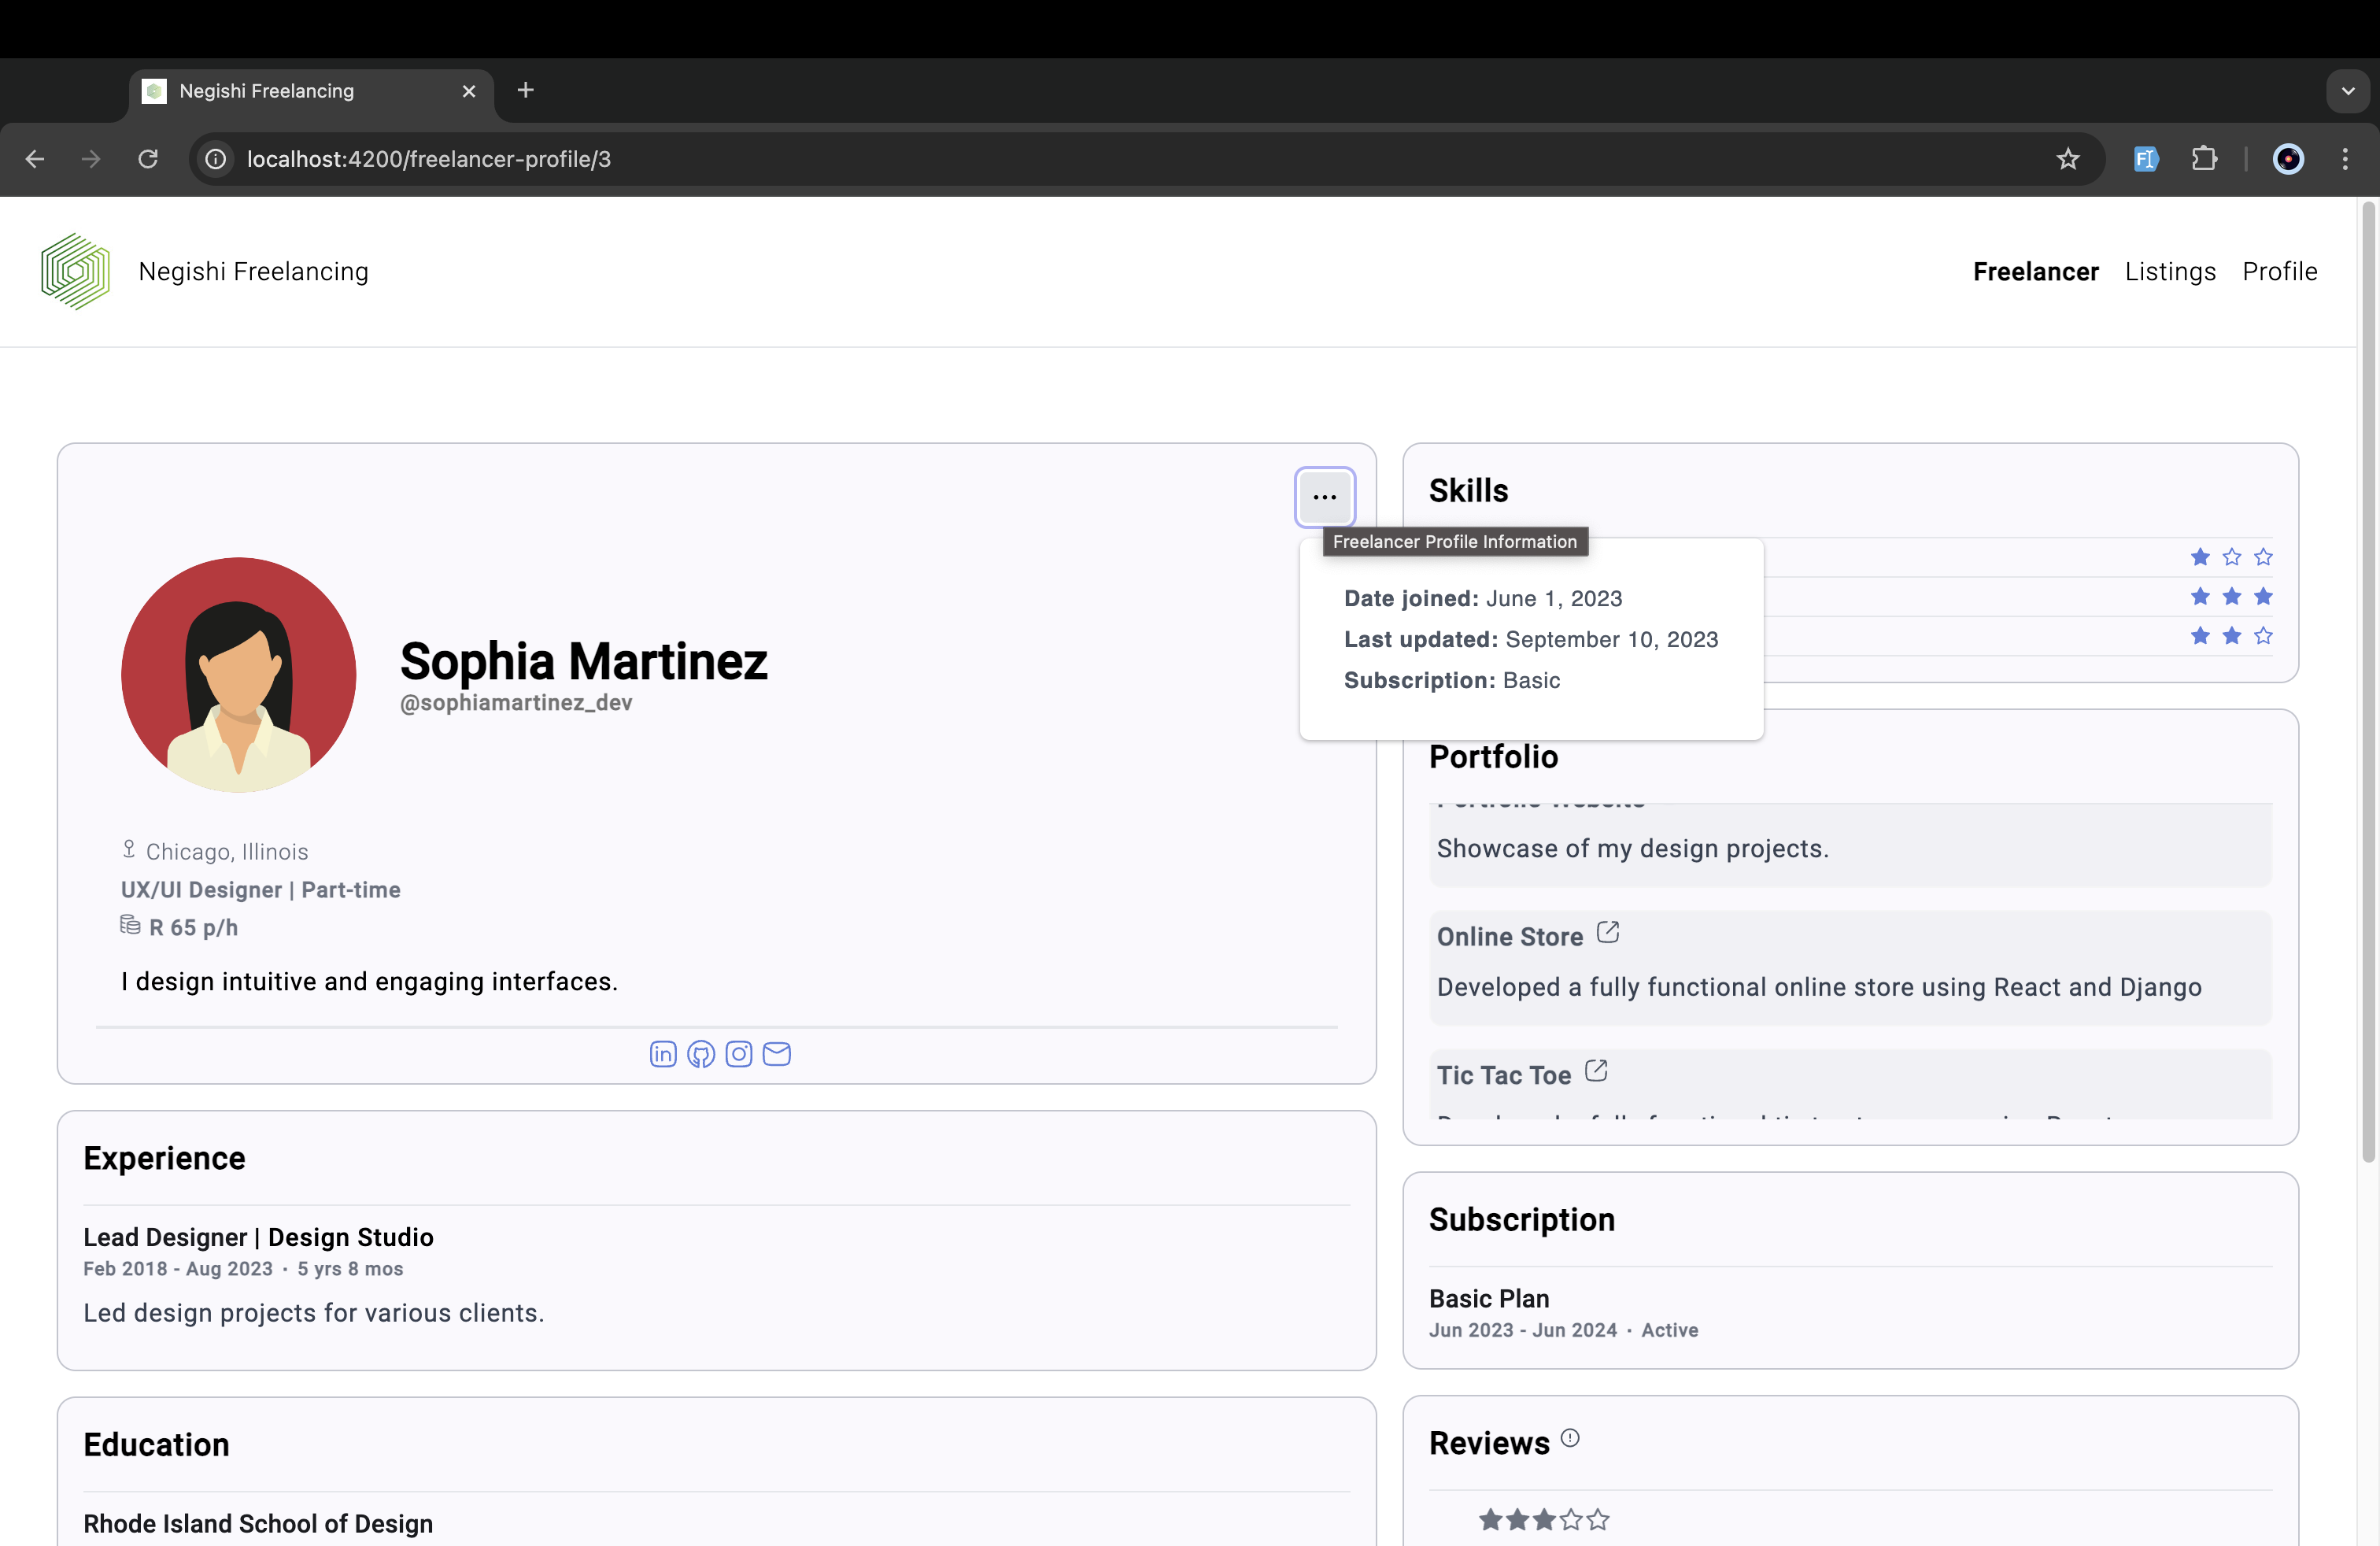 Negishi Freelancing
localhost:4200/freelancer-profile/3
Negishi Freelancing
Freelancer Listings Profile
Sophia Martinez
@sophiamartinez_dev
Chicago, Illinois
UX/UI Designer | Part-time
R 65 p/h
I design intuitive and engaging interfaces.
Experience
Lead Designer | Design Studio
Feb 2018 - Aug 2023 · 5 yrs 8 mos
Led design projects for various clients.
Education
Rhode Island School of Design
Skills
Freelancer Profile Information
Date joined: June 1, 2023
Last updated: September 10, 2023
Subscription: Basic
Portfolio
Showcase of my design projects.
Online Store
Developed a fully functional online store using React and Django
Tic Tac Toe
Subscription
Basic Plan
Jun 2023 - Jun 2024 · Active
Reviews